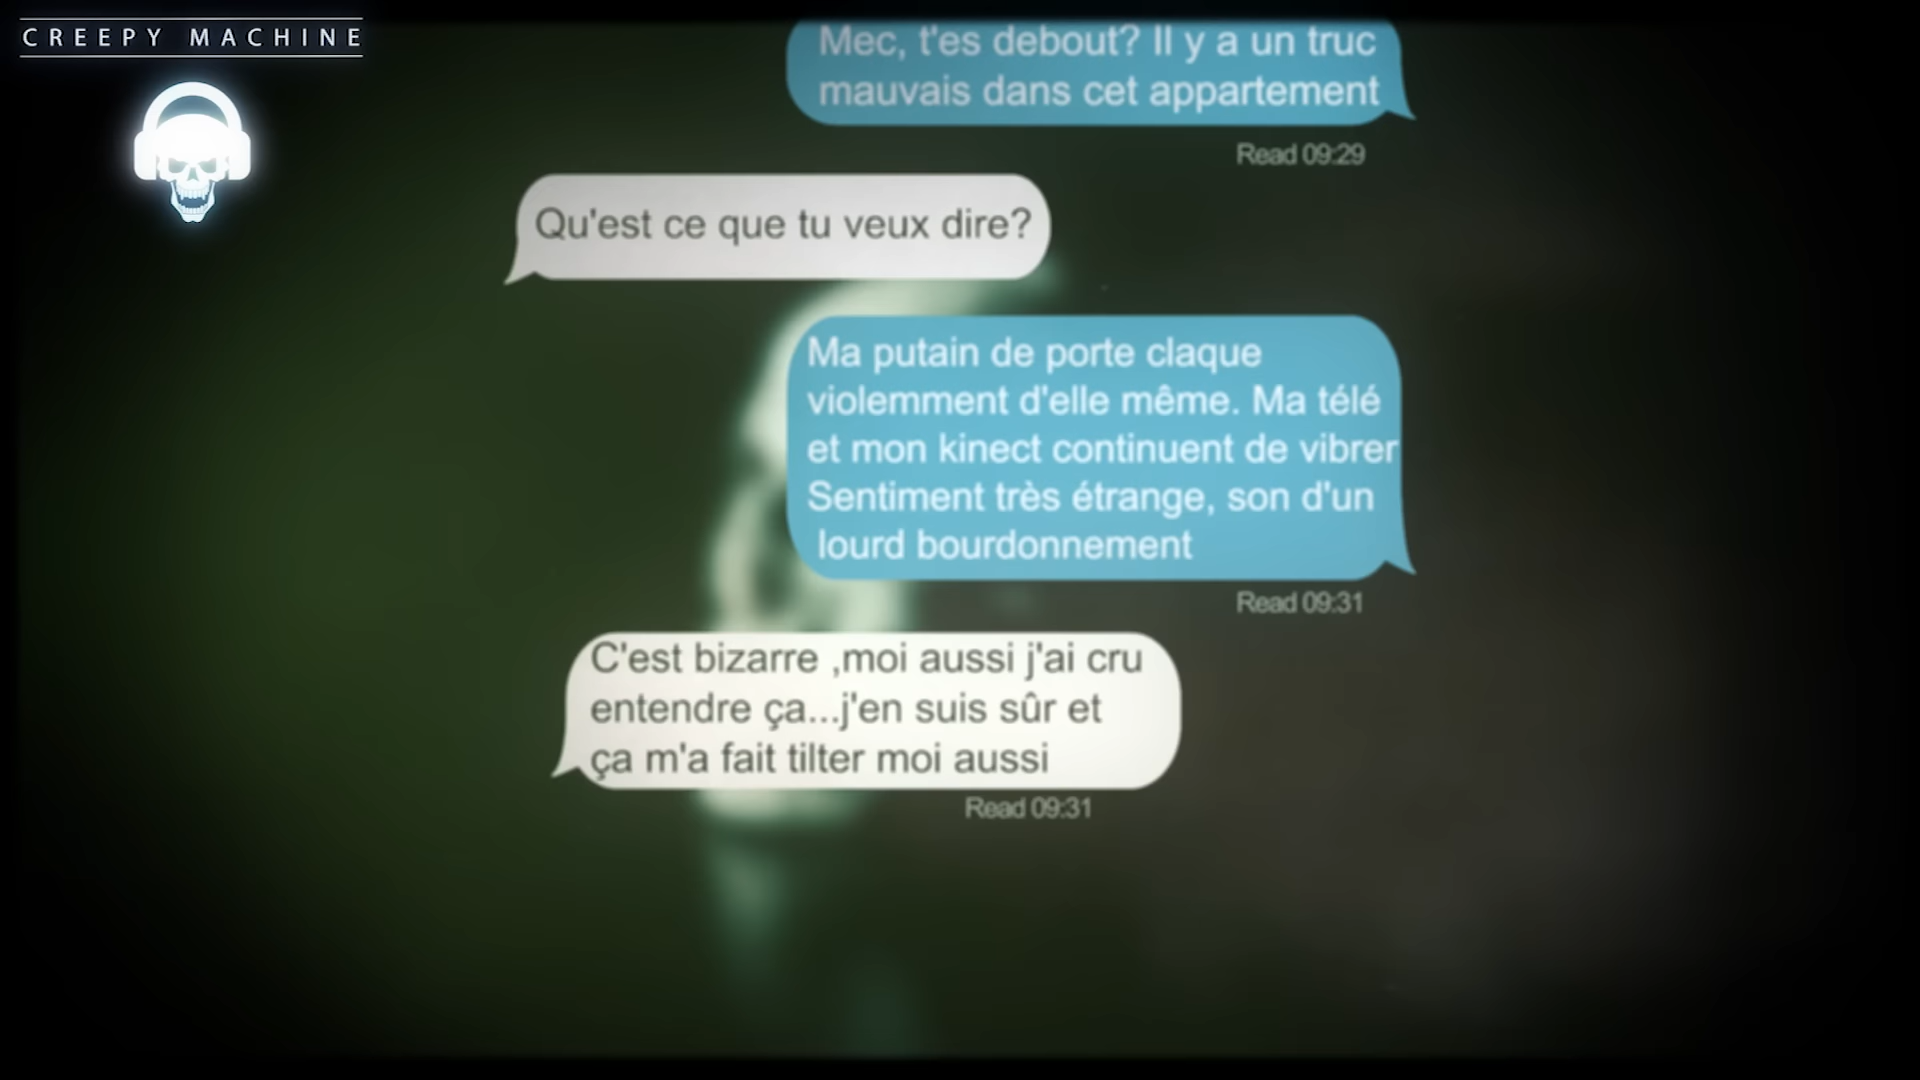 CREEPY MACHINE
Mec, t'es debout? Il y a un truc
mauvais dans cet appartement
Read 09:29
Qu'est ce que tu veux dire?
Ma putain de porte claque
violemment d'elle même. Ma télé
et mon kinect continuent de vibrer
Sentiment très étrange, son d'un
lourd bourdonnement
Read 09:31
C'est bizarre ,moi aussi j'ai cru
entendre ça...j'en suis sûr et
ça m'a fait tilter moi aussi
Read 09:31